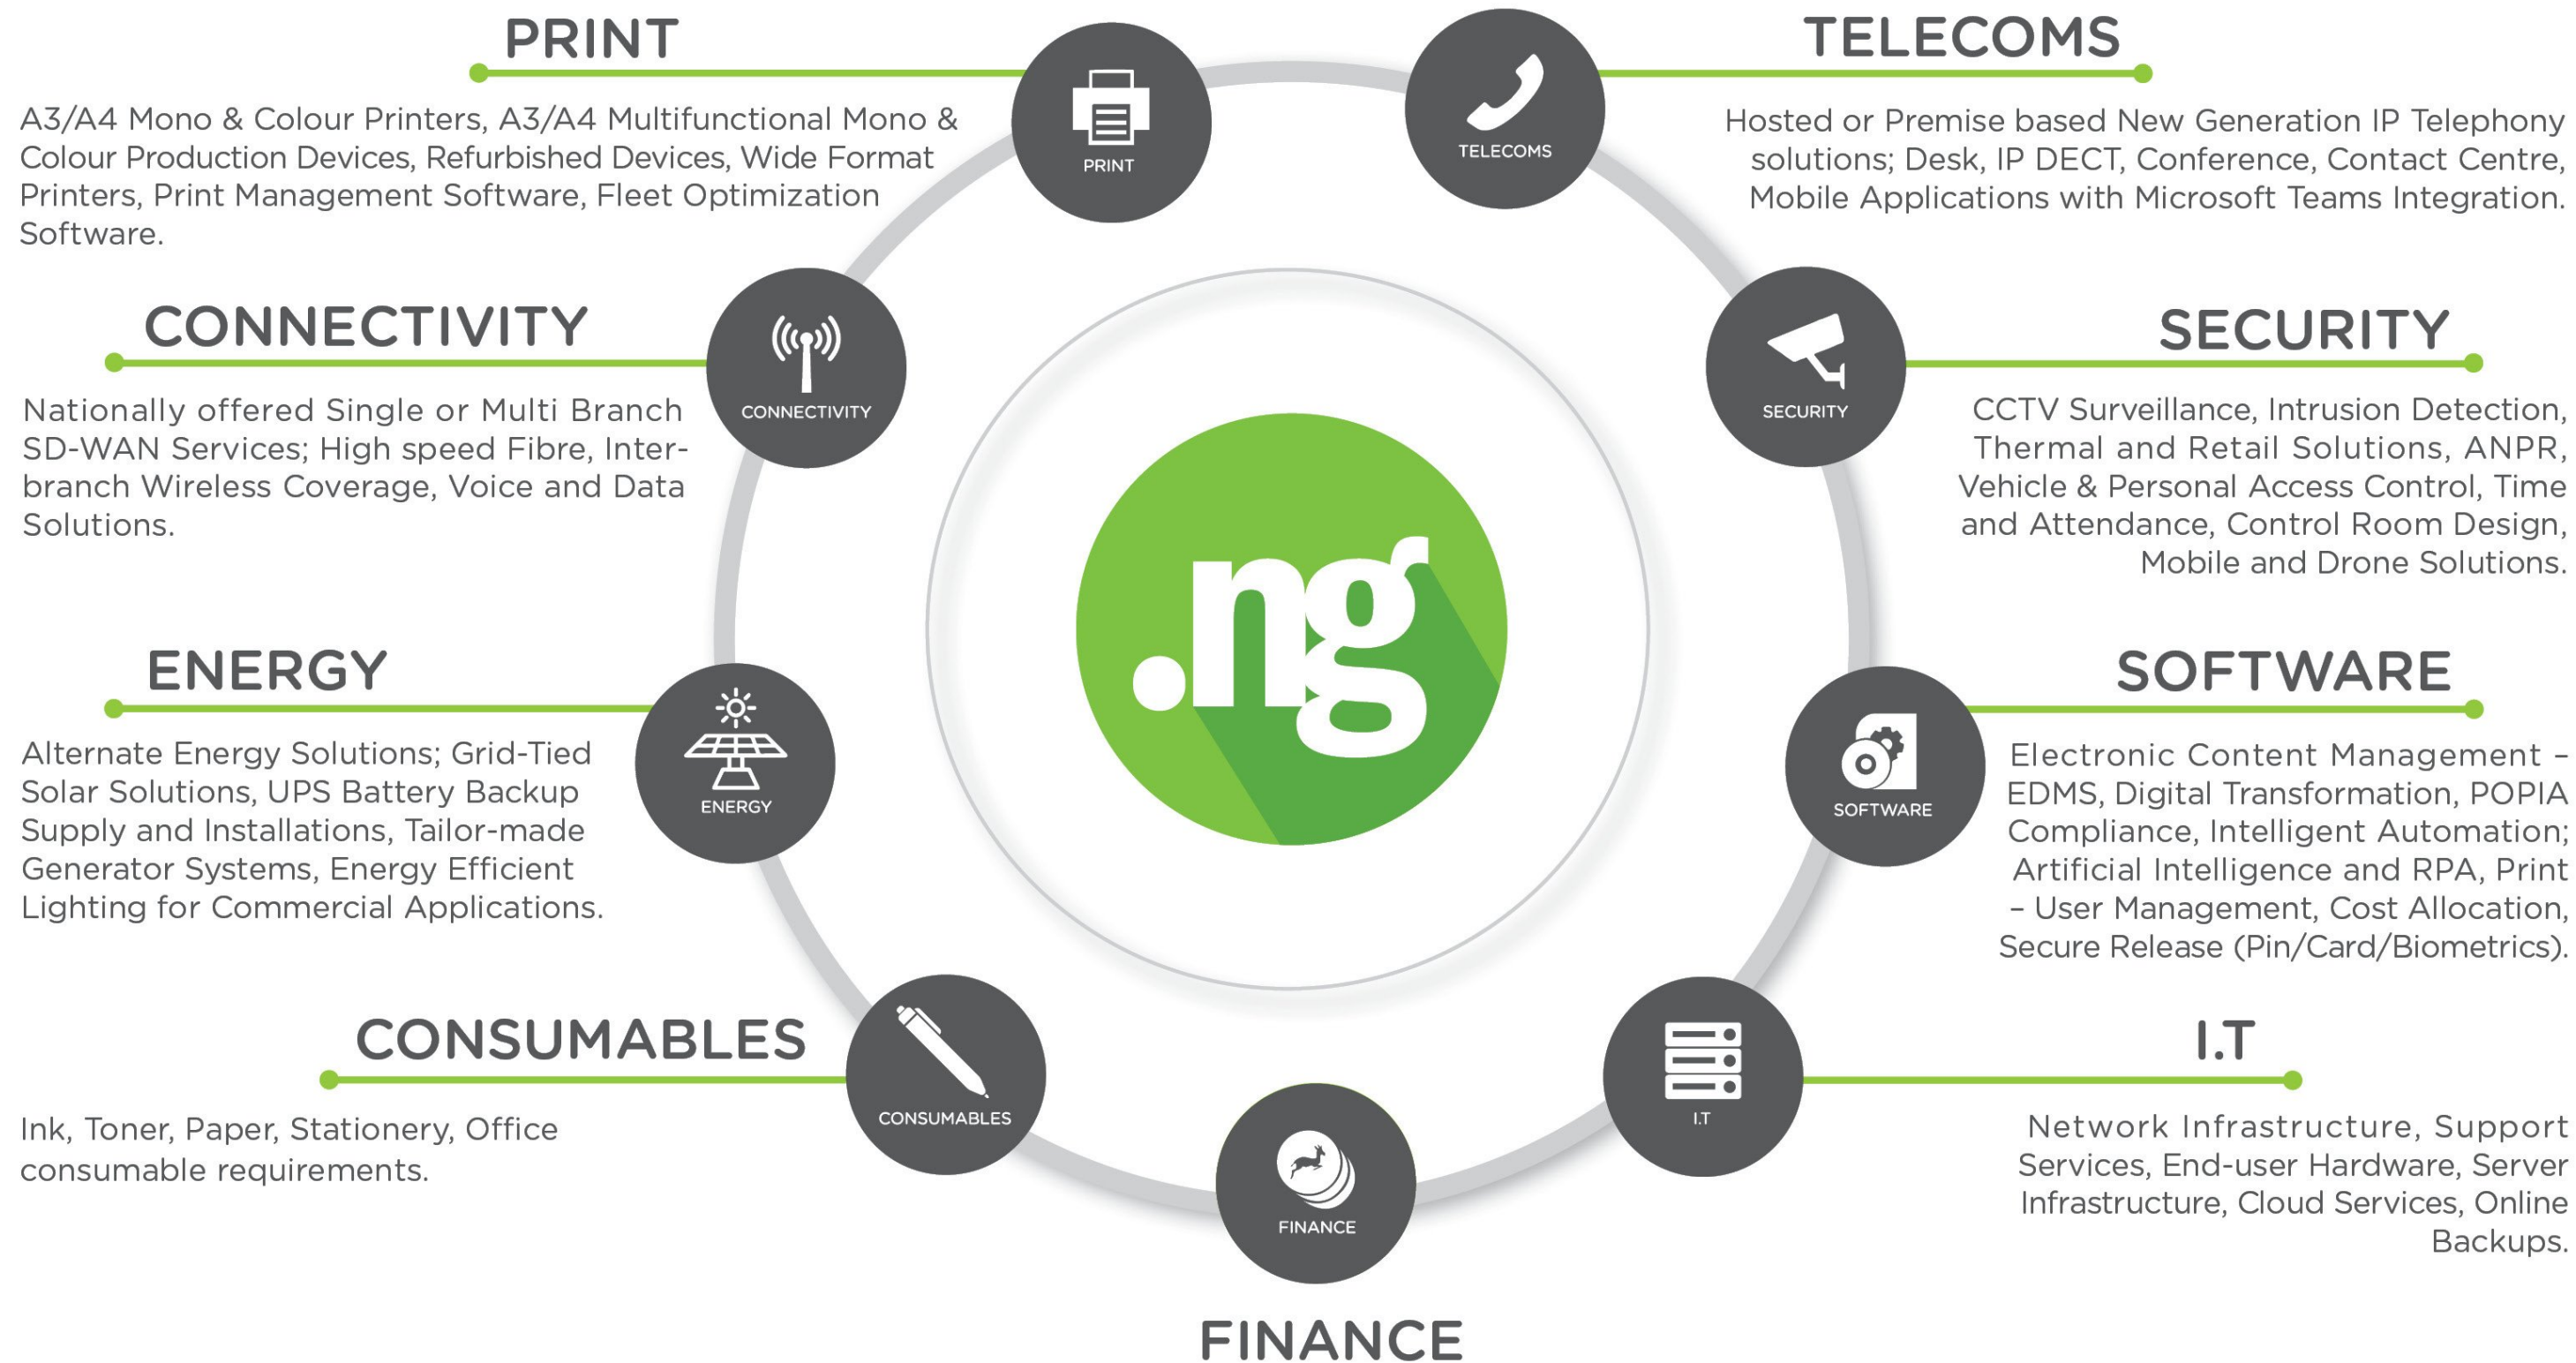 PRINT
A3/A4 Mono & Colour Printers, A3/A4 Multifunctional Mono &
Colour Production Devices, Refurbished Devices, Wide Format
Printers, Print Management Software, Fleet Optimization
Software.
PRINT
TELECOMS
TELECOMS
Hosted or Premise based New Generation IP Telephony
solutions; Desk, IP DECT, Conference, Contact Centre,
Mobile Applications with Microsoft Teams Integration.
CONNECTIVITY
Nationally offered Single or Multi Branch
SD-WAN Services; High speed Fibre, Inter-
branch Wireless Coverage, Voice and Data
Solutions.
CONNECTIVITY
SECURITY
SECURITY
CCTV Surveillance, Intrusion Detection,
Thermal and Retail Solutions, ANPR,
Vehicle & Personal Access Control, Time
and Attendance, Control Room Design,
Mobile and Drone Solutions.
.ng
ENERGY
Alternate Energy Solutions; Grid-Tied
Solar Solutions, UPS Battery Backup
Supply and Installations, Tailor-made
Generator Systems, Energy Efficient
Lighting for Commercial Applications.
ENERGY
SOFTWARE
SOFTWARE
Electronic Content Management –
EDMS, Digital Transformation, POPIA
Compliance, Intelligent Automation;
Artificial Intelligence and RPA, Print
– User Management, Cost Allocation,
Secure Release (Pin/Card/Biometrics).
CONSUMABLES
Ink, Toner, Paper, Stationery, Office
consumable requirements.
CONSUMABLES
I.T
I.T
Network Infrastructure, Support
Services, End-user Hardware, Server
Infrastructure, Cloud Services, Online
Backups.
FINANCE
FINANCE